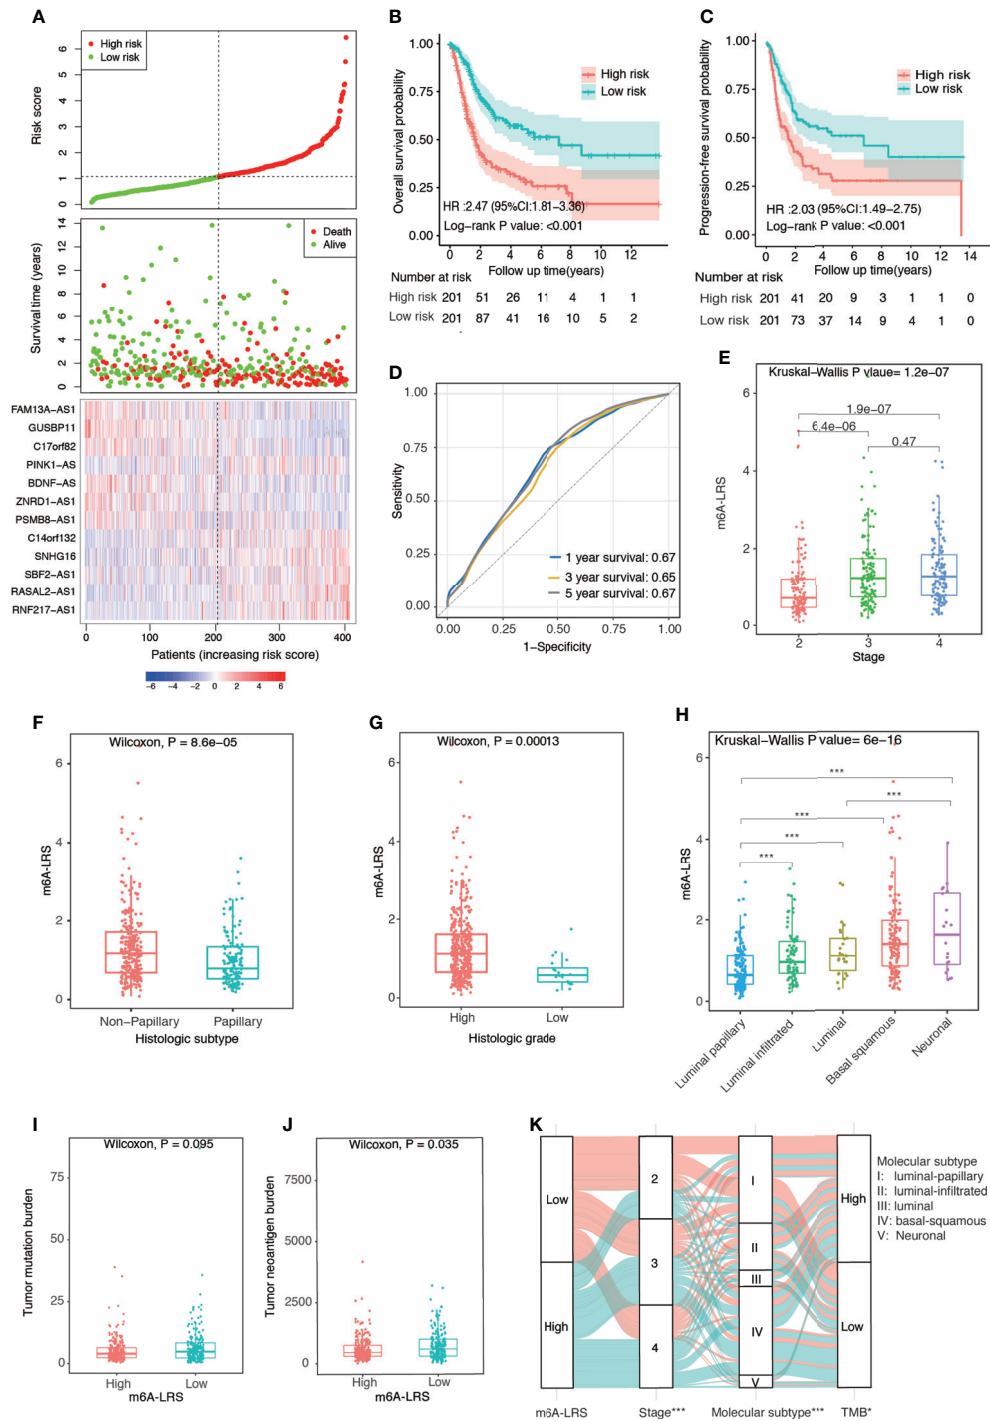 A
High risk
Low risk
Risk score
6
5
4
3
2
1
0
Death
Alive
Survival time (years)
14
12
10
8
6
4
2
0
FAM13A-AS1
GUSBP11
C17orf82
PINK1-AS
BDNF-AS
ZNRD1-AS1
PSMB8-AS1
C14orf132
SNHG16
SBF2-AS1
RASAL2-AS1
RNF217-AS1
0 100 200 300 400
Patients (increasing risk score)
-6 -4 -2 0 2 4 6
B
Overall survival probability
1.00
0.75
0.50
0.25
0.00
High risk
Low risk
HR :2.47 (95%CI:1.81-3.36)
Log-rank P value: <0.001
0 2 4 6 8 10 12
Follow up time(years)
Number at risk
High risk 201 51 26 11 4 1 1
Low risk 201 87 41 16 10 5 2
C
Progression-free survival probability
1.00
0.75
0.50
0.25
0.00
High risk
Low risk
HR :2.03 (95%CI:1.49-2.75)
Log-rank P value: <0.001
0 2 4 6 8 10 12 14
Follow up time(years)
Number at risk
High risk 201 41 20 9 3 1 1 0
Low risk 201 73 37 14 9 4 1 0
D
Sensitivity
1.00
0.75
0.50
0.25
0.00
1 year survival: 0.67
3 year survival: 0.65
5 year survival: 0.67
0.00 0.25 0.50 0.75 1.00
1-Specificity
E
Kruskal-Wallis P vlaue= 1.2e-07
1.9e-07
6.4e-06
0.47
m6A-LRS
6
4
2
0
2 3 4
Stage
F
Wilcoxon, P = 8.6e-05
m6A-LRS
6
4
2
0
Non-Papillary Papillary
Histologic subtype
G
Wilcoxon, P = 0.00013
m6A-LRS
6
4
2
0
High Low
Histologic grade
H
Kruskal-Wallis P value= 6e-16
***
***
***
***
***
m6A-LRS
6
4
2
0
Luminal papillary
Luminal infiltrated
Luminal
Basal squamous
Neuronal
I
Wilcoxon, P = 0.095
Tumor mutation burden
75
50
25
0
High Low
m6A-LRS
J
Wilcoxon, P = 0.035
Tumor neoantigen burden
7500
5000
2500
0
High Low
m6A-LRS
K
Low
High
2
3
4
I
II
III
IV
V
High
Low
m6A-LRS Stage*** Molecular subtype*** TMB*
Molecular subtype
I: luminal-papillary
II: luminal-infiltrated
III: luminal
IV: basal-squamous
V: Neuronal